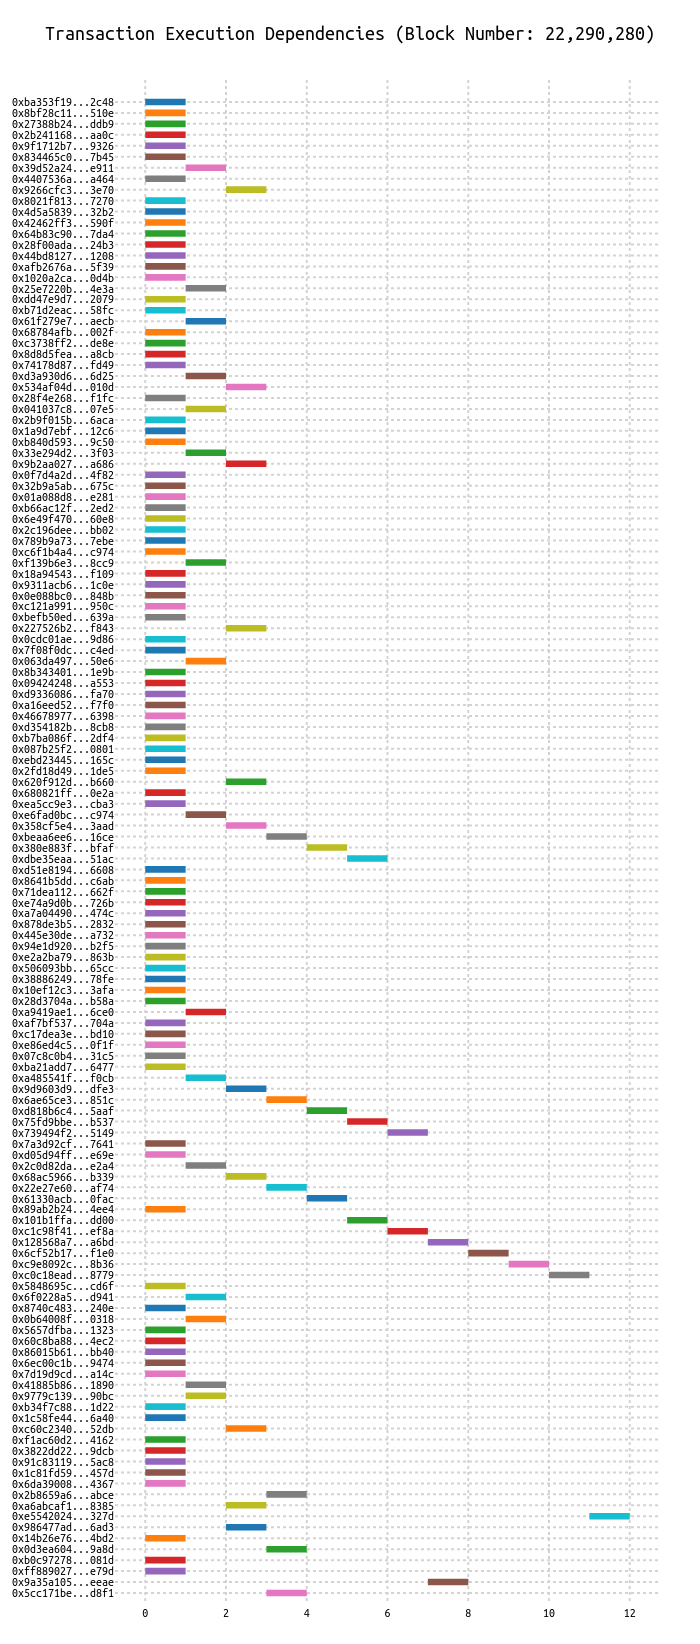 Transaction Execution Dependencies (Block Number: 22,290,280)
0xba353f19...2c48
0x8bf28c11...510e
0x27388b24...ddb9
0x2b241168...aa0c
0x9f1712b7...9326
0x834465c0...7b45
0x39d52a24...e911
0x4407536a...a464
0x9266cfc3...3e70
0x8021f813...7270
0x4d5a5839...32b2
0x42462ff3...590f
0x64b83c90...7da4
0x28f00ada...24b3
0x44bd8127...1208
0xafb2676a...5f39
0x1020a2ca...0d4b
0x25e7220b...4e3a
0xdd47e9d7...2079
0xb71d2eac...58fc
0x61f279e7...aecb
0x68784afb...002f
0xc3738ff2...de8e
0x8d8d5fea...a8cb
0x74178d87...fd49
0xd3a930d6...6d25
0x534af04d...010d
0x28f4e268...f1fc
0x041037c8...07e5
0x2b9f015b...6aca
0x1a9d7ebf...12c6
0xb840d593...9c50
0x33e294d2...3f03
0x9b2aa027...a686
0x0f7d4a2d...4f82
0x32b9a5ab...675c
0x01a088d8...e281
0xb66ac12f...2ed2
0x6e49f470...60e8
0x2c196dee...bb02
0x789b9a73...7ebe
0xc6f1b4a4...c974
0xf139b6e3...8cc9
0x18a94543...f109
0x9311acb6...1c0e
0x0e088bc0...848b
0xc121a991...950c
0xbefb50ed...639a
0x227526b2...f843
0x0cdc01ae...9d86
0x7f08f0dc...c4ed
0x063da497...50e6
0x8b343401...1e9b
0x09424248...a553
0xd9336086...fa70
0xa16eed52...f7f0
0x46678977...6398
0xd354182b...8cb8
0xb7ba086f...2df4
0x087b25f2...0801
0xebd23445...165c
0x2fd18d49...1de5
0x620f912d...b660
0x680821ff...0e2a
0xea5cc9e3...cba3
0xe6fad0bc...c974
0x358cf5e4...3aad
0xbeaa6ee6...16ce
0x380e883f...bfaf
0xdbe35eaa...51ac
0xd51e8194...6608
0x8641b5dd...c6ab
0x71dea112...662f
0xe74a9d0b...726b
0xa7a04490...474c
0x878de3b5...2832
0x445e30de...a732
0x94e1d920...b2f5
0xe2a2ba79...863b
0x506093bb...65cc
0x38886249...78fe
0x10ef12c3...3afa
0x28d3704a...b58a
0xa9419ae1...6ce0
0xaf7bf537...704a
0xc17dea3e...bd10
0xe86ed4c5...0f1f
0x07c8c0b4...31c5
0xba21add7...6477
0xa485541f...f0cb
0x9d9603d9...dfe3
0x6ae65ce3...851c
0xd818b6c4...5aaf
0x75fd9bbe...b537
0x739494f2...5149
0x7a3d92cf...7641
0xd05d94ff...e69e
0x2c0d82da...e2a4
0x68ac5966...b339
0x22e27e60...af74
0x61330acb...0fac
0x89ab2b24...4ee4
0x101b1ffa...dd00
0xc1c98f41...ef8a
0x128568a7...a6bd
0x6cf52b17...f1e0
0xc9e8092c...8b36
0xc0c18ead...8779
0x5848695c...cd6f
0x6f0228a5...d941
0x8740c483...240e
0x0b64008f...0318
0x5657dfba...1323
0x60c8ba88...4ec2
0x86015b61...bb40
0x6ec00c1b...9474
0x7d19d9cd...a14c
0x41885b86...1890
0x9779c139...90bc
0xb34f7c88...1d22
0x1c58fe44...6a40
0xc60c2340...52db
0xf1ac60d2...4162
0x3822dd22...9dcb
0x91c83119...5ac8
0x1c81fd59...457d
0x6da39008...4367
0x2b8659a6...abce
0xa6abcaf1...8385
0xe5542024...327d
0x986477ad...6ad3
0x14b26e76...4bd2
0x0d3ea604...9a8d
0xb0c97278...081d
0xff889027...e79d
0x9a35a105...eeae
0x5cc171be...d8f1
0 2 4 6 8 10 12